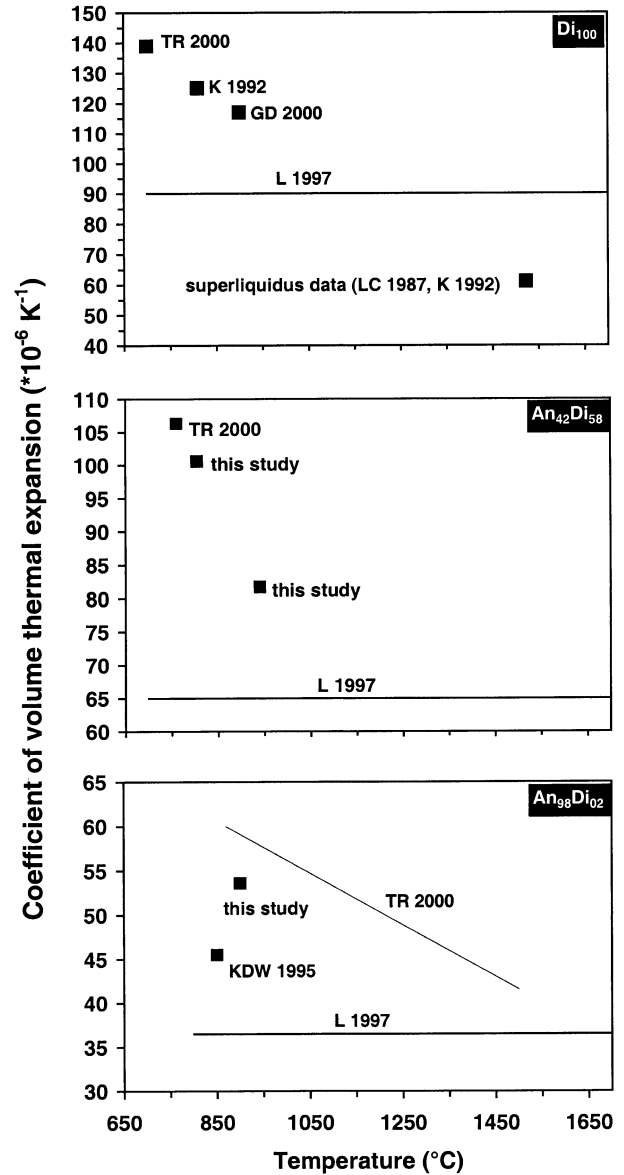 Coefficient of volume thermal expansion (*10⁻⁶ K⁻¹)
150
140
130
120
110
100
90
80
70
60
50
40
Di₁₀₀
TR 2000
K 1992
GD 2000
L 1997
superliquidus data (LC 1987, K 1992)
110
105
100
95
90
85
80
75
70
65
60
An₄₂Di₅₈
TR 2000
this study
this study
L 1997
65
60
55
50
45
40
35
30
An₉₈Di₀₂
TR 2000
this study
KDW 1995
L 1997
650 850 1050 1250 1450 1650
Temperature (°C)